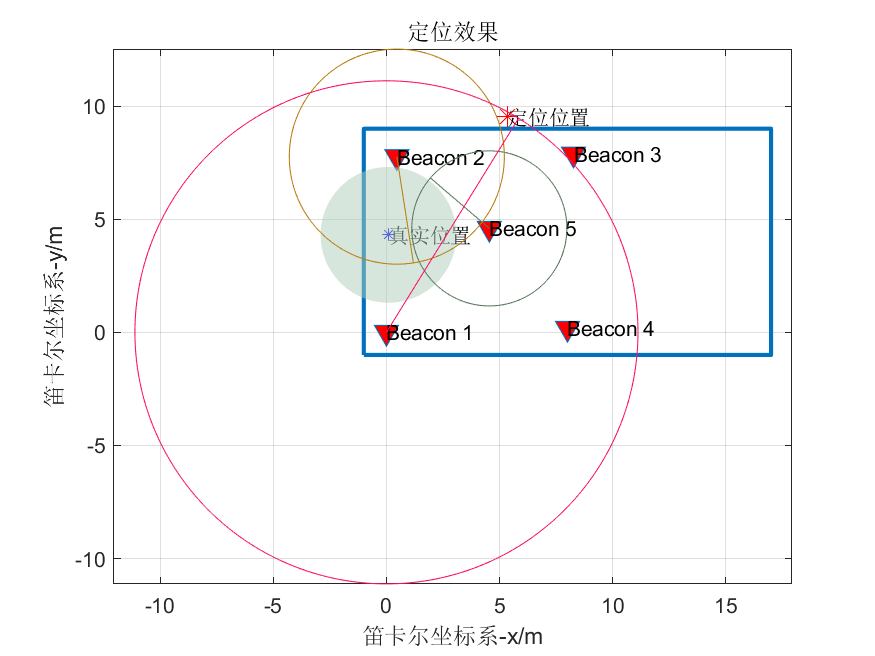 定位效果
10
定位位置
Beacon 2
Beacon 3
5
真实位置
Beacon 5
0
Beacon 1
Beacon 4
-5
-10
笛卡尔坐标系-y/m
-10
-5
0
5
10
15
笛卡尔坐标系-x/m